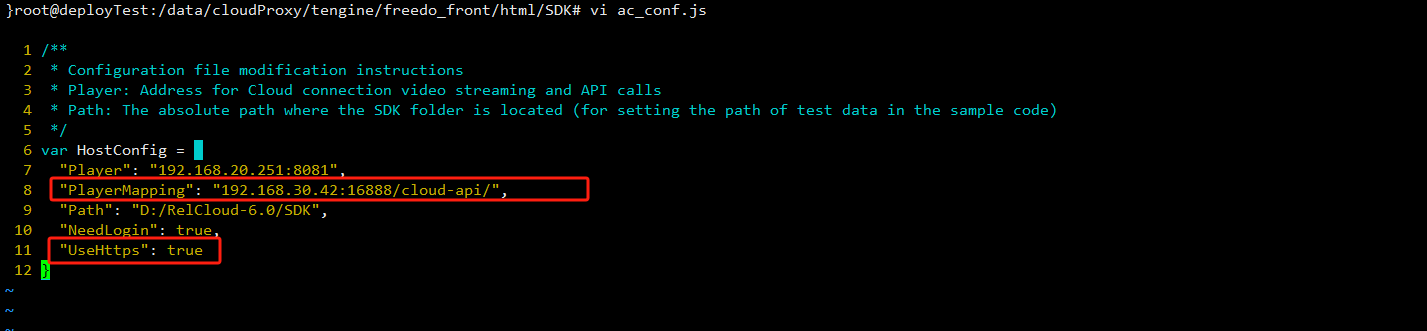 }root@deployTest:/data/cloudProxy/tengine/freedo_front/html/SDK# vi ac_conf.js
1 /**
2  * Configuration file modification instructions
3  * Player: Address for Cloud connection video streaming and API calls
4  * Path: The absolute path where the SDK folder is located (for setting the path of test data in the sample code)
5  */
6 var HostConfig = {
7   "Player": "192.168.20.251:8081",
8   "PlayerMapping": "192.168.30.42:16888/cloud-api/",
9   "Path": "D:/RelCloud-6.0/SDK",
10   "NeedLogin": true,
11   "UseHttps": true
12 }
~
~
~